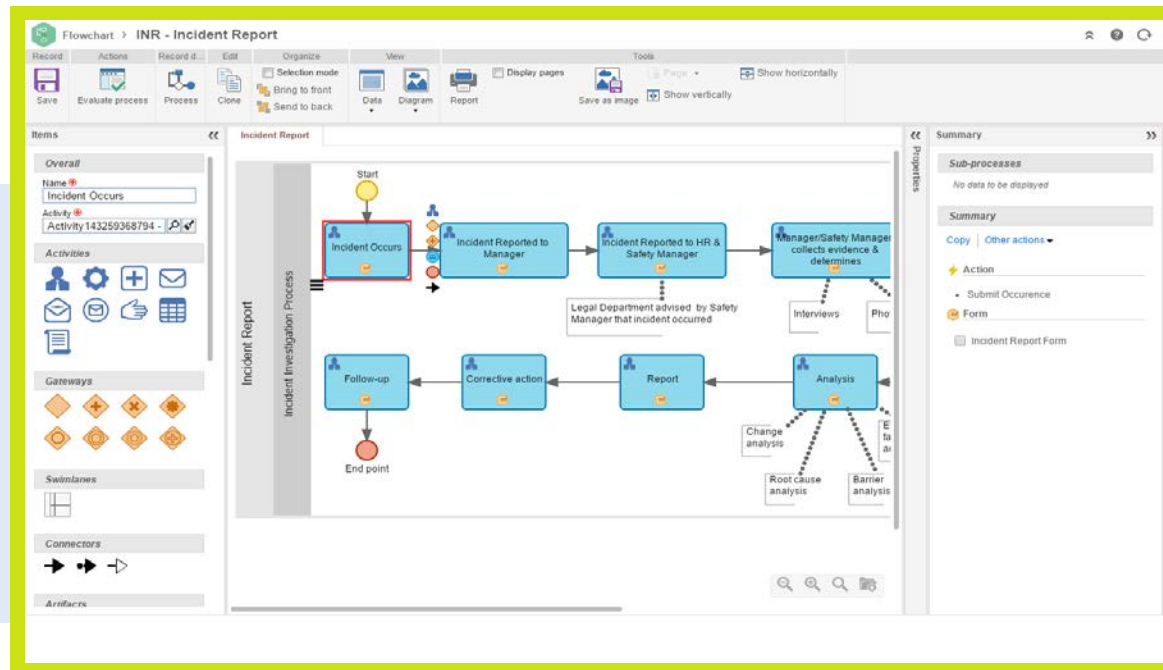 Flowchart > INR - Incident Report
Record Actions Record d... Edit Organize View Tools
Save
Evaluate process
Process
Clone
Selection mode
Bring to front
Send to back
Data
Diagram
Report
Display pages
Save as image
Page
Show vertically
Show horizontally
Items
Overall
Name
Incident Occurs
Activity
Activity143259368794 -
Activities
Gateways
Swimlanes
Connectors
Artifacts
Incident Report
Incident Report
Incident Investigation Process
Start
Incident Occurs
Incident Reported to
Manager
Incident Reported to HR &
Safety Manager
Manager/Safety Manager
collects evidence &
determines
Legal Department advised by Safety
Manager that incident occurred
Interviews
Pho
Follow-up
Corrective action
Report
Analysis
End point
Change
analysis
Root cause
analysis
Barrier
analysis
E
fa
Properties
Summary
Sub-processes
No data to be displayed
Summary
Copy Other actions
Action
• Submit Occurence
Form
Incident Report Form